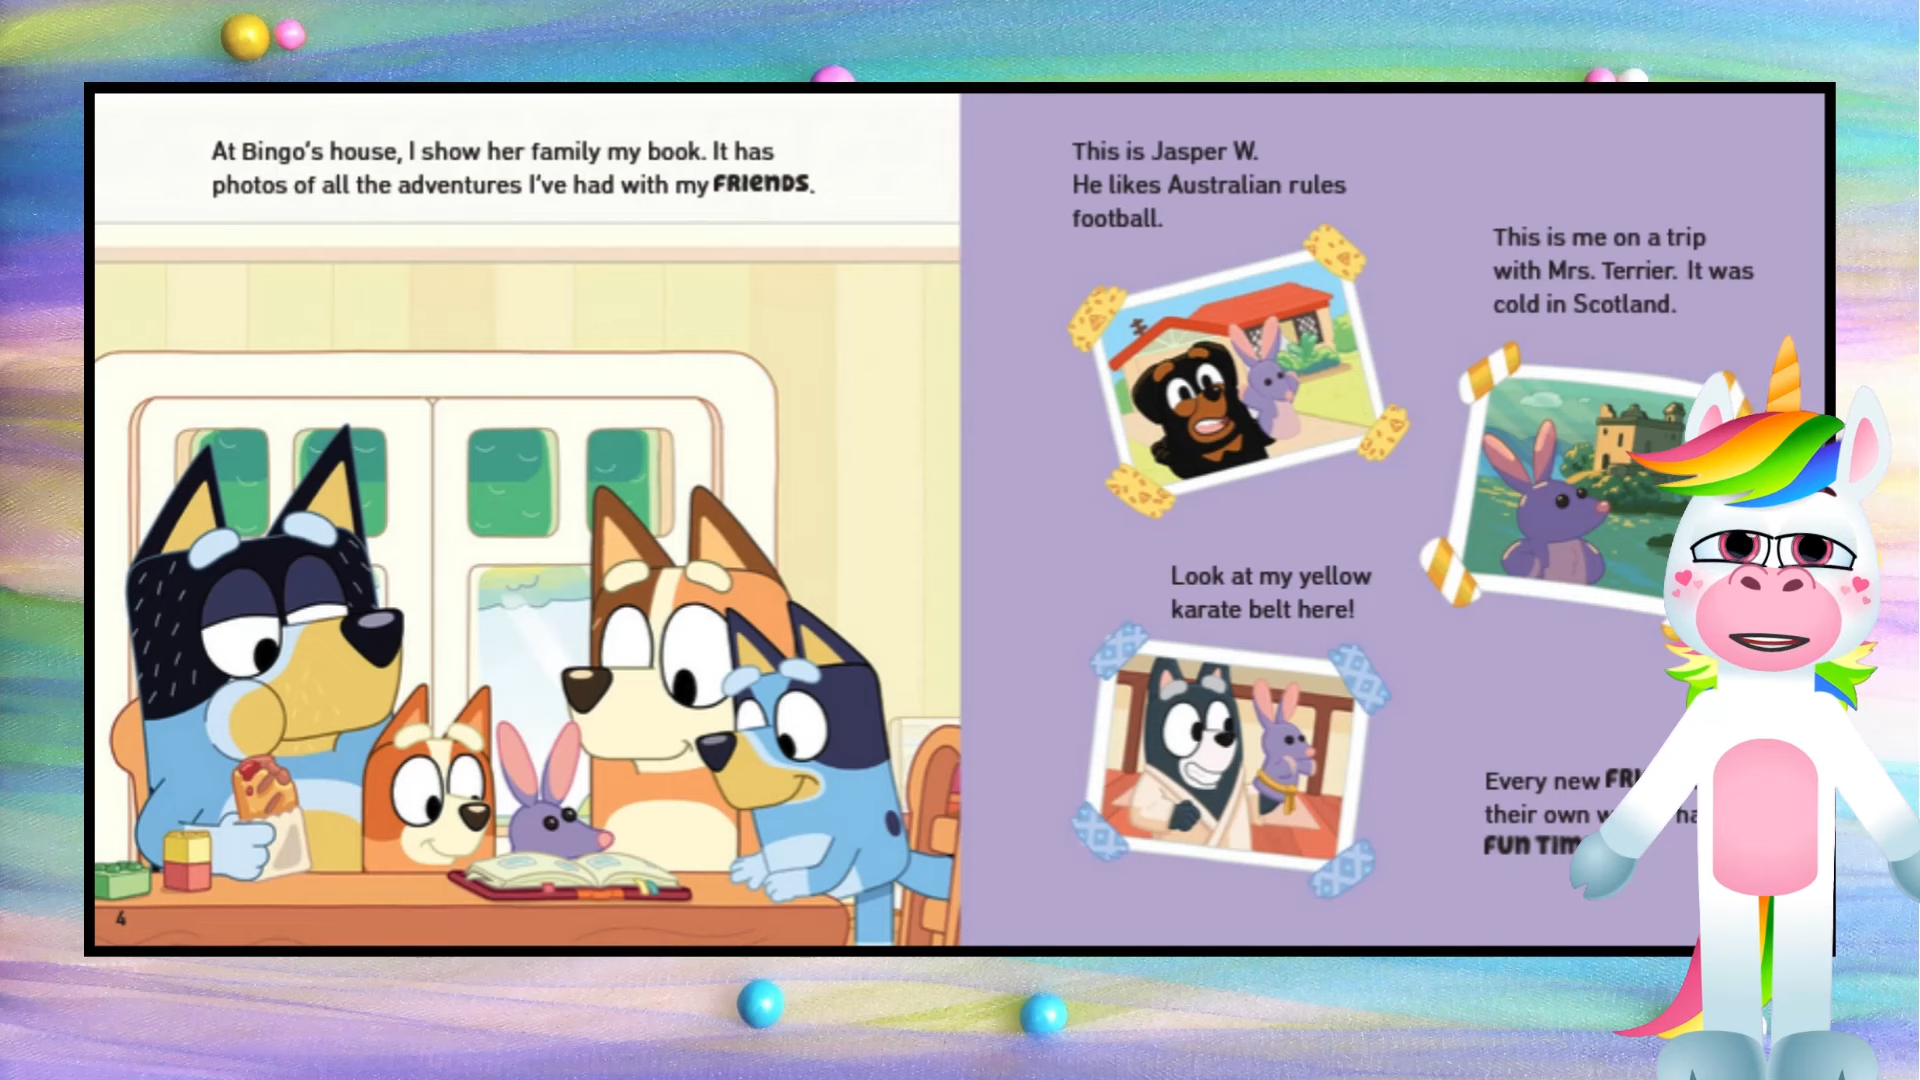 At Bingo's house, I show her family my book. It has
photos of all the adventures I've had with my FRIENDS.
4
This is Jasper W.
He likes Australian rules
football.
This is me on a trip
with Mrs. Terrier. It was
cold in Scotland.
Look at my yellow
karate belt here!
Every new
their own
FUN